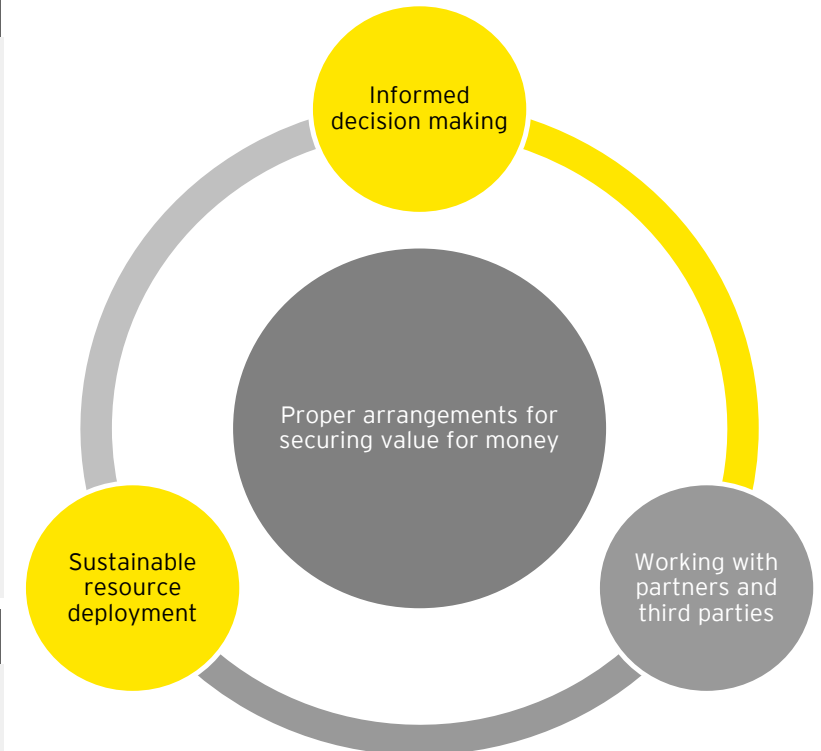 Informed
decision making
Proper arrangements for
securing value for money
Sustainable
resource
deployment
Working with
partners and
third parties